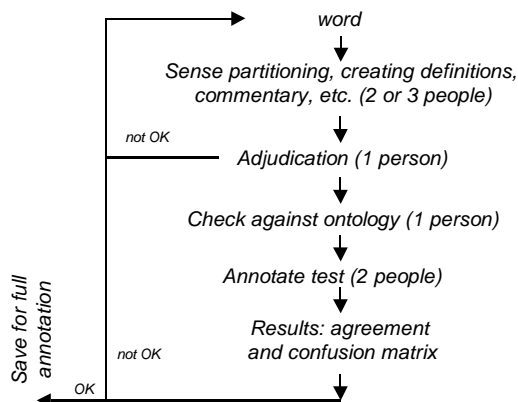 word
Sense partitioning, creating definitions,
commentary, etc. (2 or 3 people)
not OK
Adjudication (1 person)
Check against ontology (1 person)
Annotate test (2 people)
Results: agreement
and confusion matrix
not OK
OK
Save for full
annotation